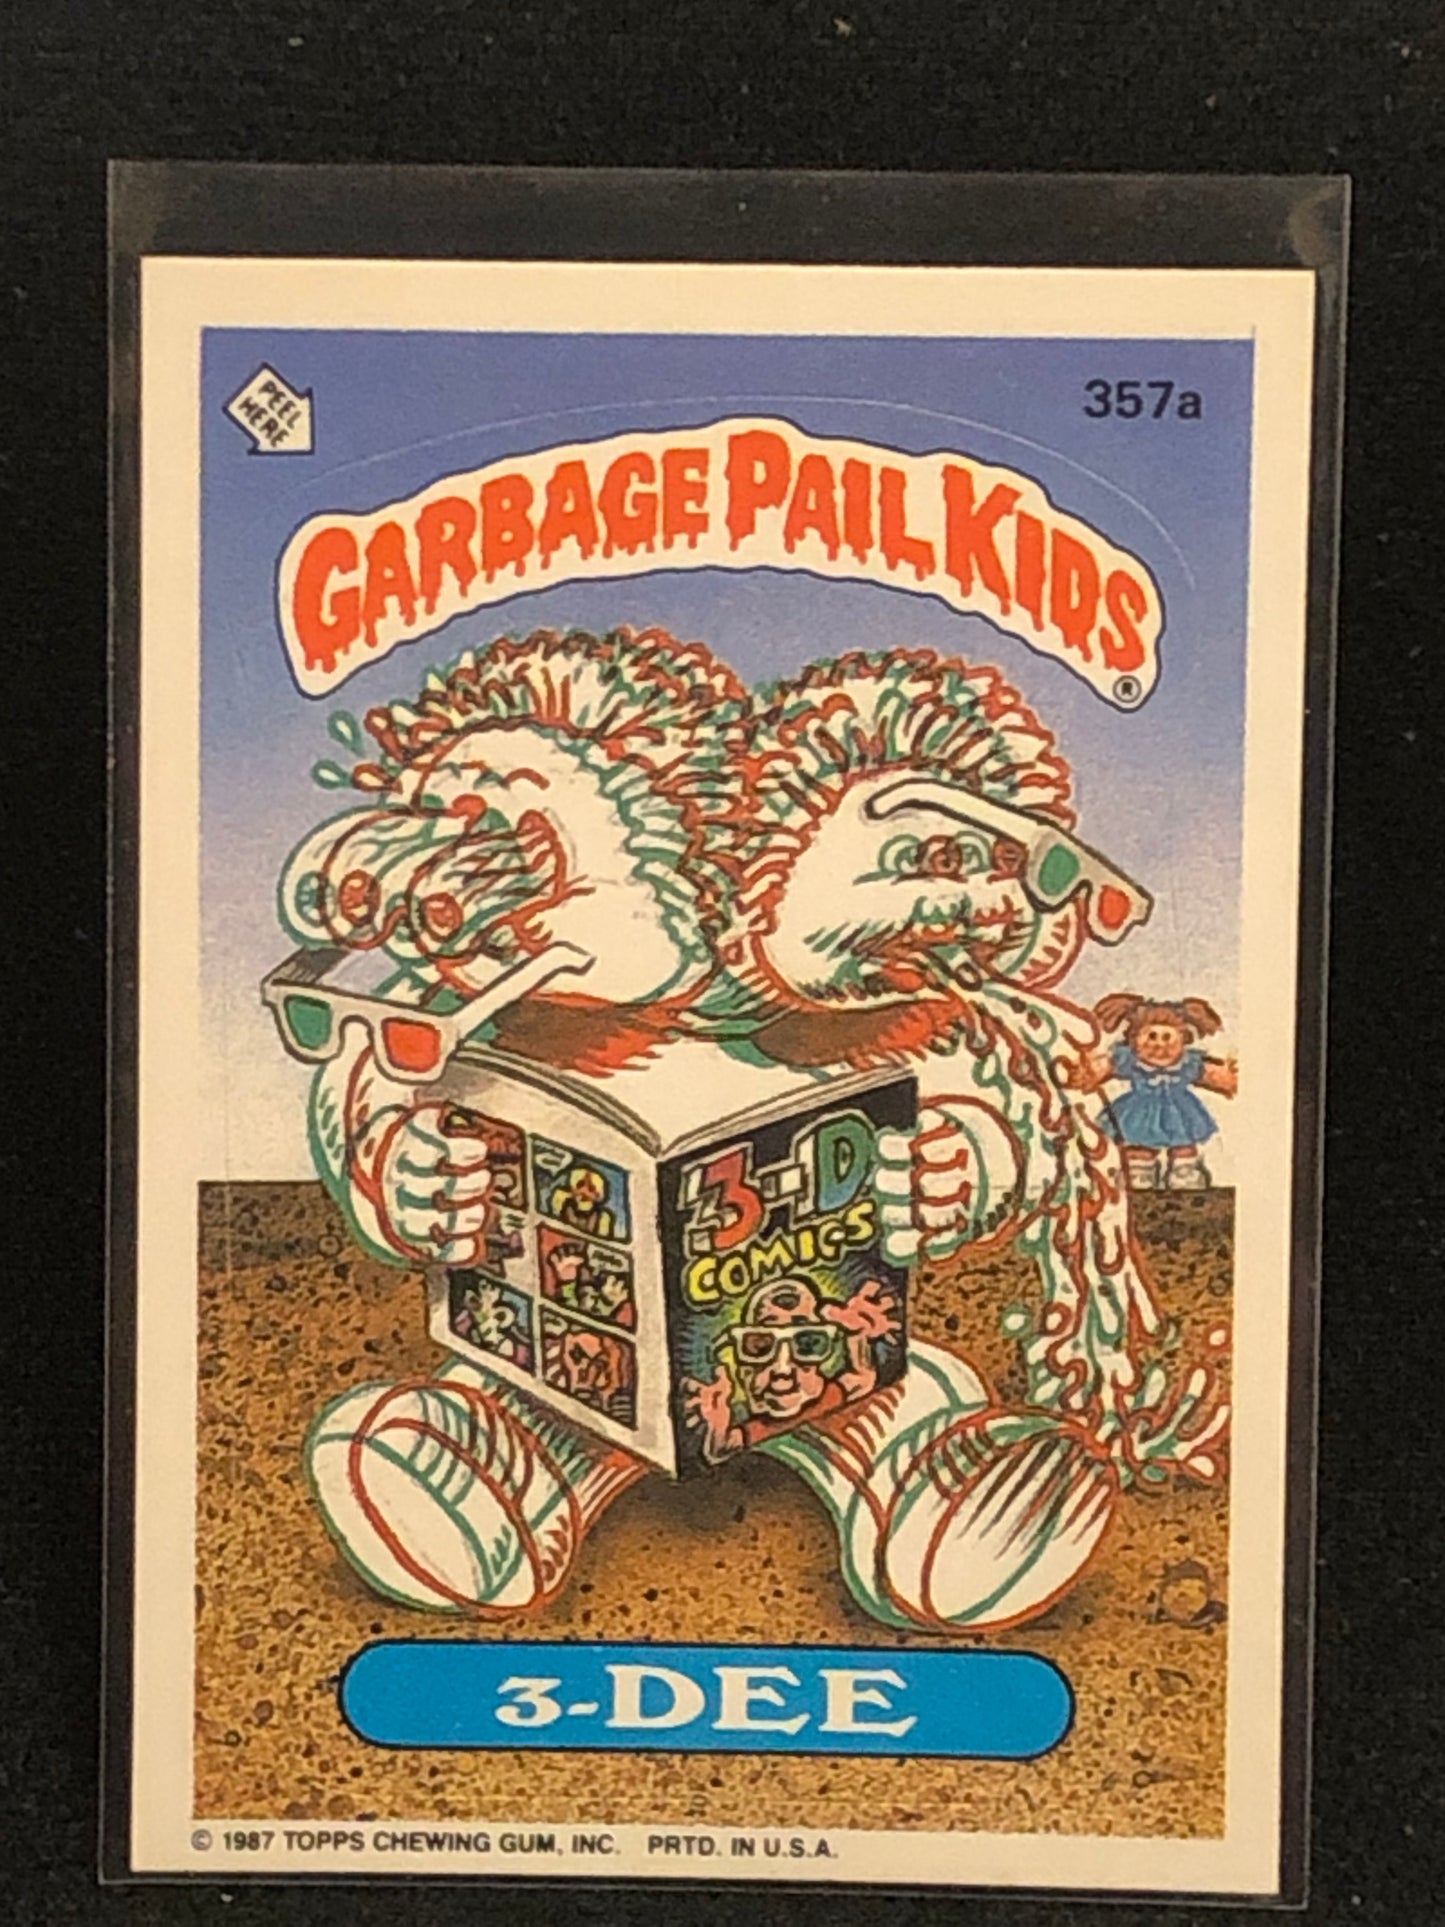 PEEL
HERE
357a
GARBAGE PAIL KIDS
®
3-D
COMICS
3-DEE
© 1987 TOPPS CHEWING GUM, INC. PRTD. IN U.S.A.